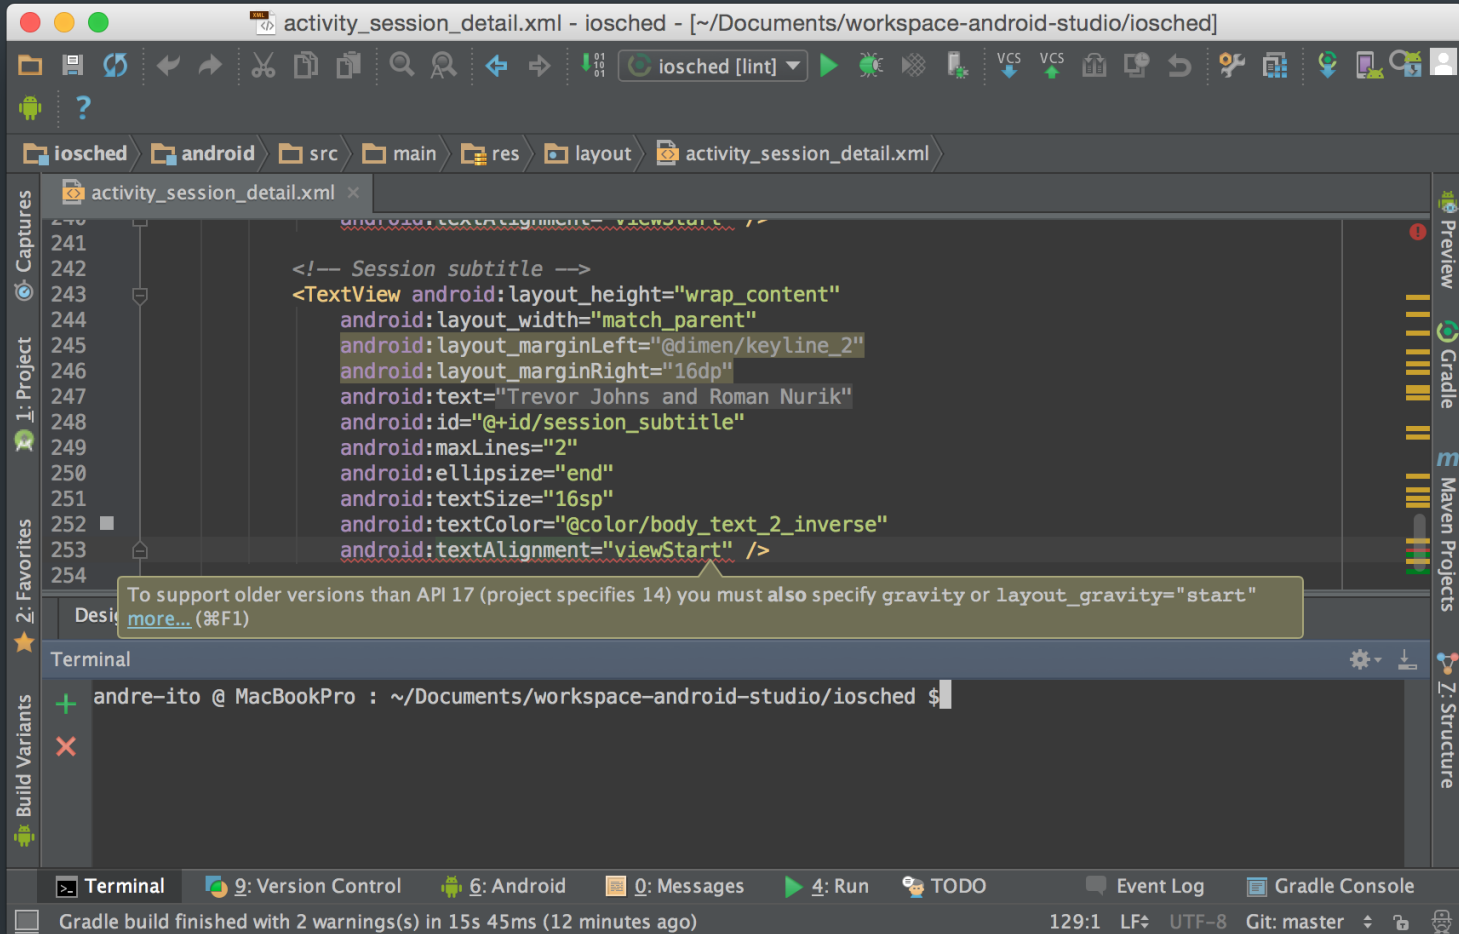 activity_session_detail.xml - iosched - [~/Documents/workspace-android-studio/iosched]
iosched [lint]
VCS VCS
?
iosched android src main res layout activity_session_detail.xml
activity_session_detail.xml
240 android:textAlignment="viewStart" />
241
242 <!-- Session subtitle -->
243 <TextView android:layout_height="wrap_content"
244 android:layout_width="match_parent"
245 android:layout_marginLeft="@dimen/keyline_2"
246 android:layout_marginRight="16dp"
247 android:text="Trevor Johns and Roman Nurik"
248 android:id="@+id/session_subtitle"
249 android:maxLines="2"
250 android:ellipsize="end"
251 android:textSize="16sp"
252 android:textColor="@color/body_text_2_inverse"
253 android:textAlignment="viewStart" />
254
To support older versions than API 17 (project specifies 14) you must also specify gravity or layout_gravity="start"
more... (⌘F1)
Captures
1: Project
2: Favorites
Build Variants
Preview
Gradle
m Maven Projects
Z: Structure
Terminal
andre-ito @ MacBookPro : ~/Documents/workspace-android-studio/iosched $
Terminal 9: Version Control 6: Android 0: Messages 4: Run TODO Event Log Gradle Console
Gradle build finished with 2 warnings(s) in 15s 45ms (12 minutes ago) 129:1 LF UTF-8 Git: master